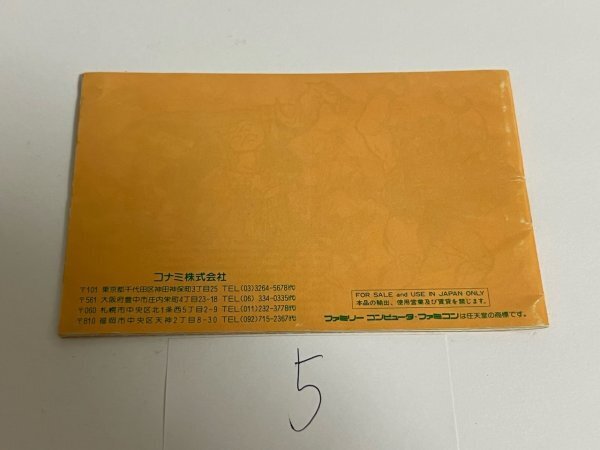 コナミ株式会社
〒101 東京都千代田区神田神保町3丁目25 TEL(03)3264-5678㈹
〒561 大阪府豊中市庄内栄町4丁目23-18 TEL(06) 334-0335㈹
〒060 札幌市中央区北1条西5丁目2-9 TEL(011)232-3778㈹
〒810 福岡市中央区天神2丁目8-30 TEL(092)715-2367㈹
FOR SALE and USE IN JAPAN ONLY
本品の輸出、使用営業及び賃貸を禁じます。
ファミリーコンピュータ・ファミコンは任天堂の商標です。
5